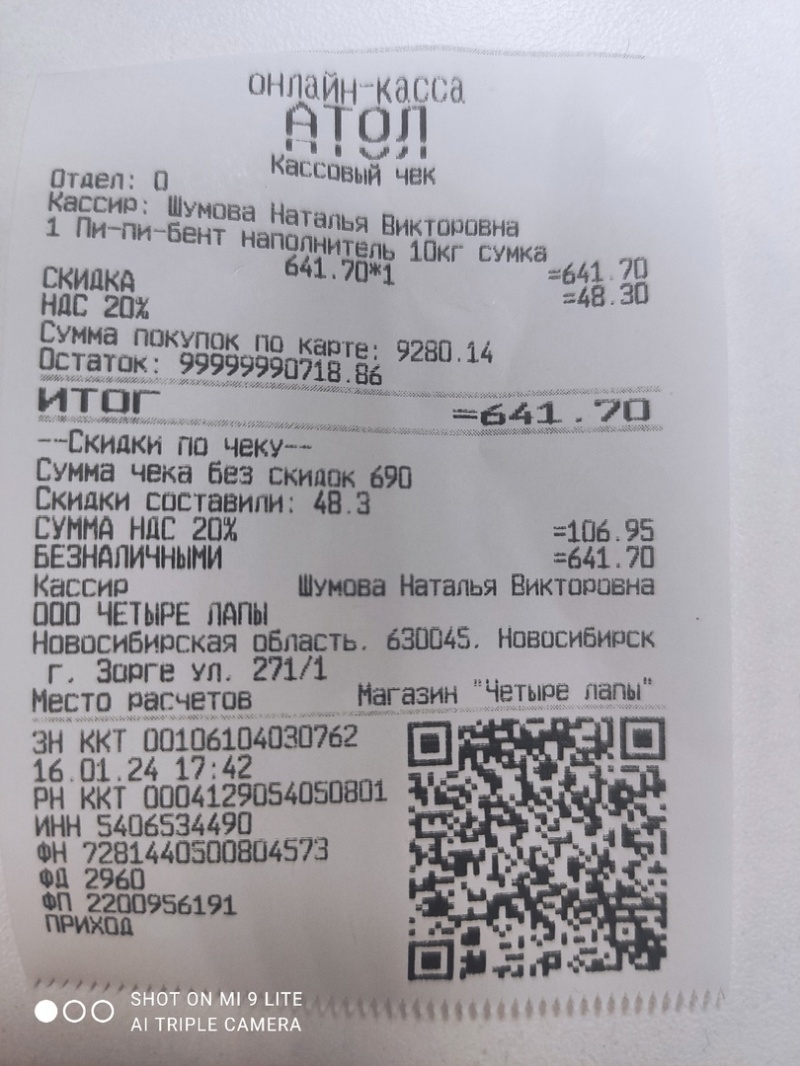 ОНЛАЙН-КАССА
АТОЛ
Кассовый чек
Отдел: 0
Кассир: Шумова Наталья Викторовна
1 Пи-пи-бент наполнитель 10кг сумка
641.70*1 =641.70
СКИДКА =48.30
НДС 20%
Сумма покупок по карте: 9280.14
Остаток: 99999990718.86
ИТОГ =641.70
--Скидки по чеку--
Сумма чека без скидок 690
Скидки составили: 48.3
СУММА НДС 20% =106.95
БЕЗНАЛИЧНЫМИ =641.70
Кассир Шумова Наталья Викторовна
ООО ЧЕТЫРЕ ЛАПЫ
Новосибирская область. 630045. Новосибирск
г. Зорге ул. 271/1
Место расчетов Магазин "Четыре лапы"
ЗН ККТ 00106104030762
16.01.24 17:42
РН ККТ 0004129054050801
ИНН 5406534490
ФН 7281440500804573
ФД 2960
ФП 2200956191
ПРИХОД
SHOT ON MI 9 LITE
AI TRIPLE CAMERA